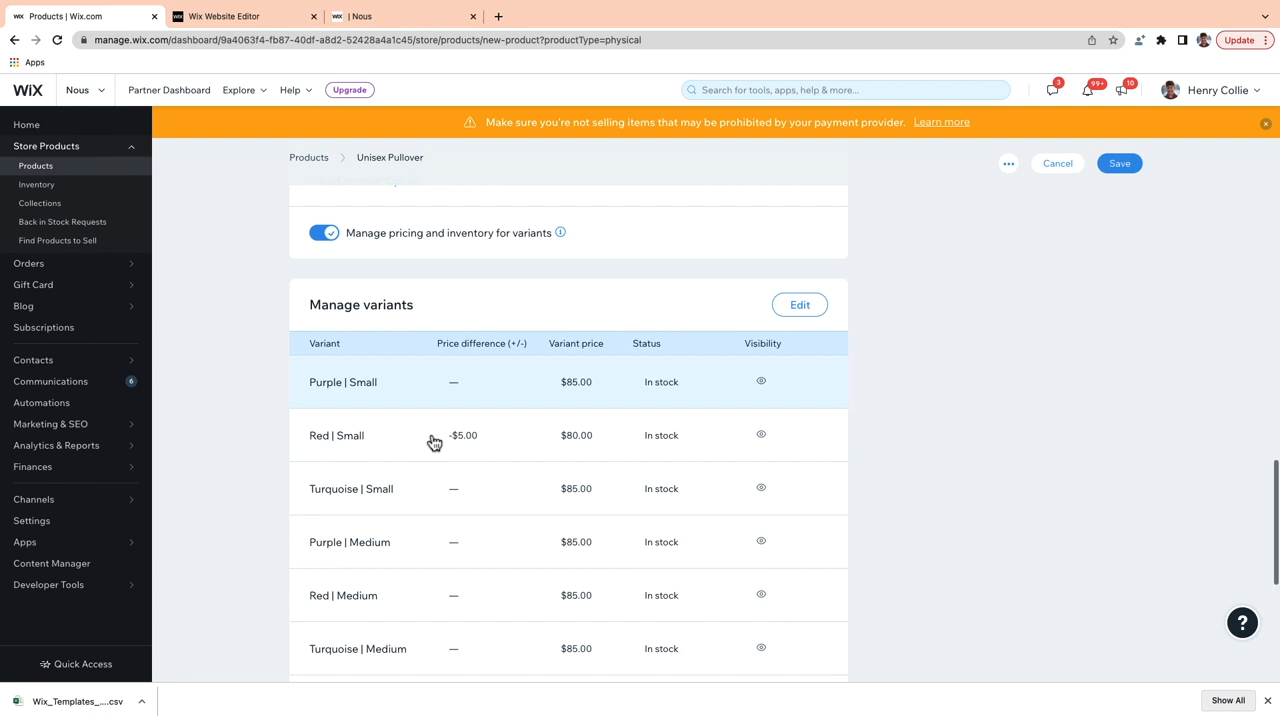 Products | Wix.com
Wix Website Editor
| Nous
manage.wix.com/dashboard/9a4063f4-fb87-40df-a8d2-52428a4a1c45/store/products/new-product?productType=physical
Update
Apps
WiX
Nous
Partner Dashboard
Explore
Help
Upgrade
Search for tools, apps, help & more...
3
99+
10
Henry Collie
Make sure you're not selling items that may be prohibited by your payment provider. Learn more
Home
Store Products
Products
Inventory
Collections
Back in Stock Requests
Find Products to Sell
Orders
Gift Card
Blog
Subscriptions
Contacts
Communications 6
Automations
Marketing & SEO
Analytics & Reports
Finances
Channels
Settings
Apps
Content Manager
Developer Tools
Quick Access
Products
Unisex Pullover
Cancel
Save
Manage pricing and inventory for variants
Manage variants
Edit
Variant Price difference (+/-) Variant price Status Visibility
Purple | Small — $85.00 In stock
Red | Small -$5.00 $80.00 In stock
Turquoise | Small — $85.00 In stock
Purple | Medium — $85.00 In stock
Red | Medium — $85.00 In stock
Turquoise | Medium — $85.00 In stock
?
Wix_Templates_....csv
Show All